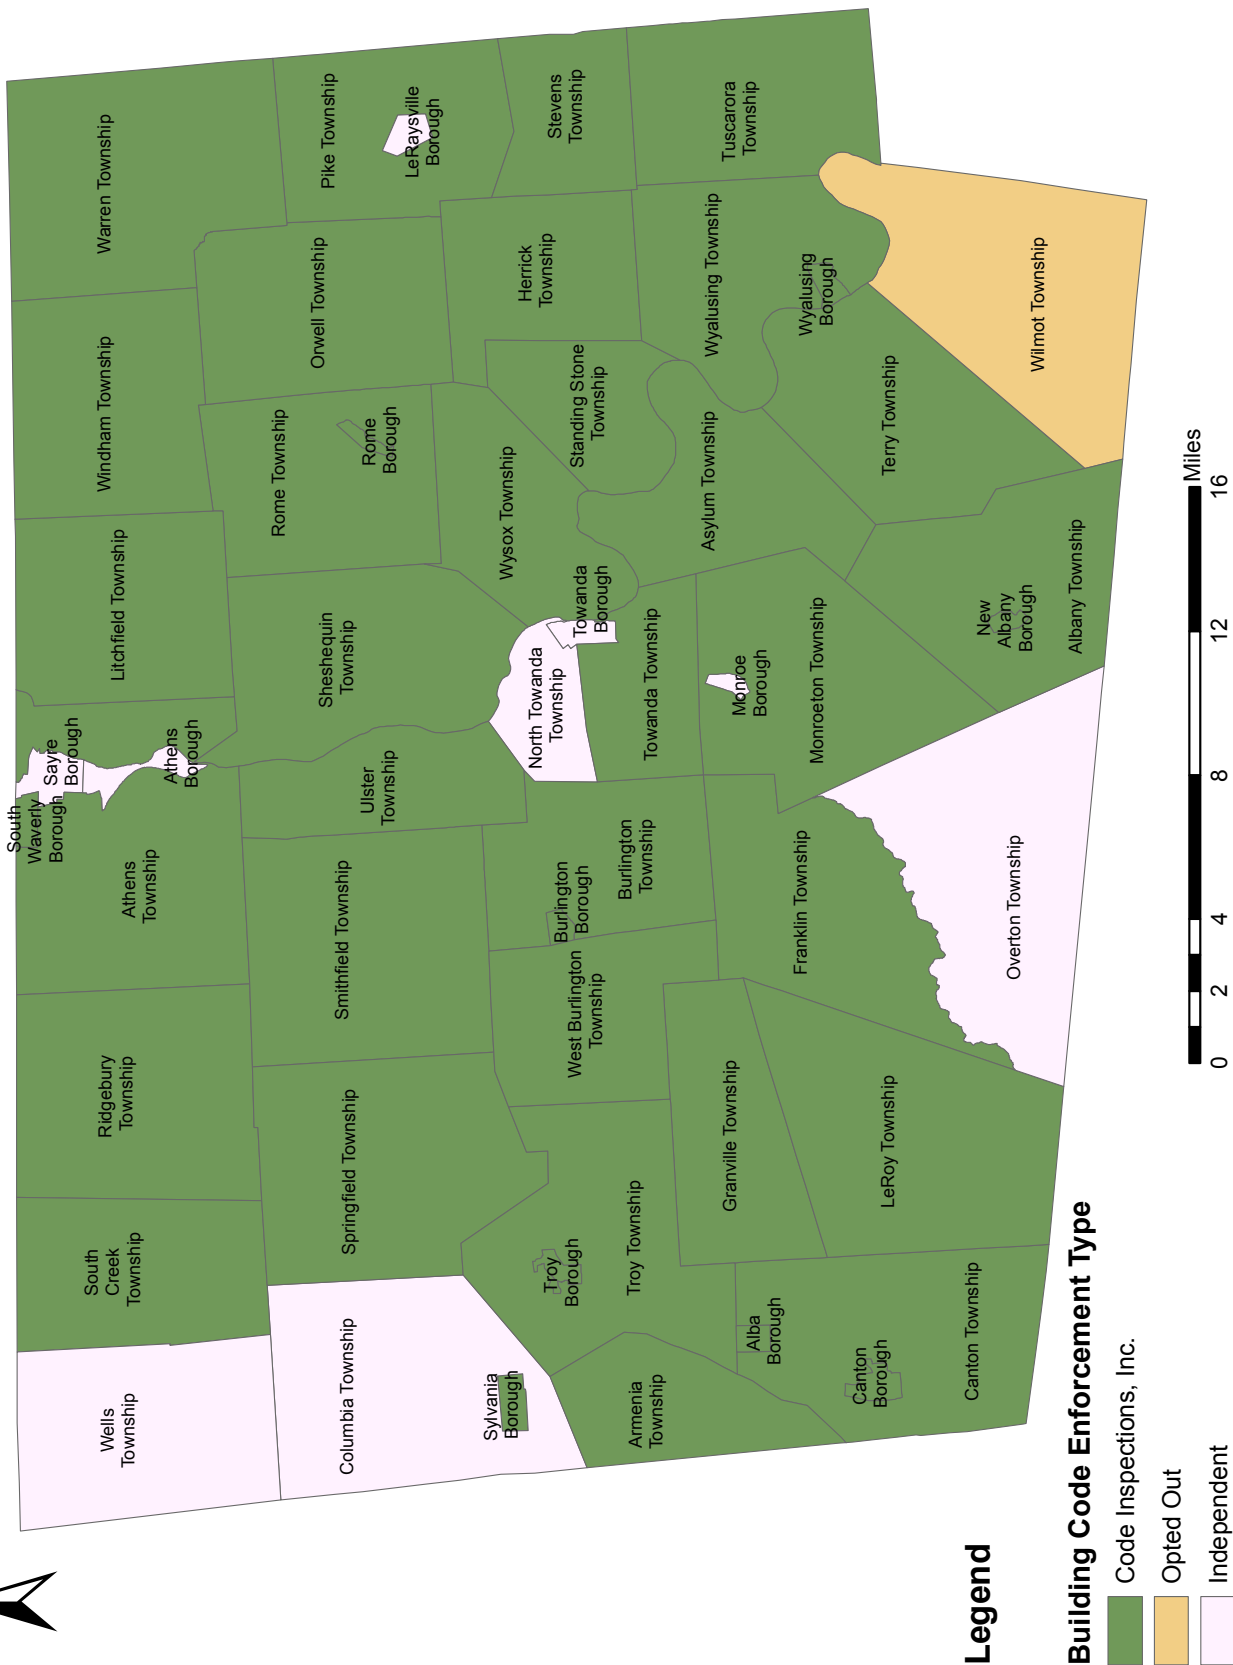 Wells
Township
South
Creek
Township
Ridgebury
Township
Athens
Township
South
Waverly
Borough
Sayre
Borough
Athens
Borough
Litchfield Township
Windham Township
Warren Township
Columbia Township
Sylvania
Borough
Springfield Township
Smithfield Township
Ulster
Township
Sheshequin
Township
Rome Township
Rome
Borough
Orwell Township
Pike Township
LeRaysville
Borough
Armenia
Township
Troy
Borough
Troy Township
West Burlington
Township
Burlington
Borough
Burlington
Township
North Towanda
Township
Towanda
Borough
Towanda Township
Wysox Township
Standing Stone
Township
Herrick
Township
Stevens
Township
Alba
Borough
Canton
Borough
Canton Township
Granville Township
LeRoy Township
Franklin Township
Monroe
Borough
Monroeton Township
Asylum Township
Wyalusing Township
Wyalusing
Borough
Tuscarora
Township
Terry Township
Overton Township
New
Albany
Borough
Albany Township
Wilmot Township
Legend
Building Code Enforcement Type
Code Inspections, Inc.
Opted Out
Independent
0 2 4 8 12 16
Miles